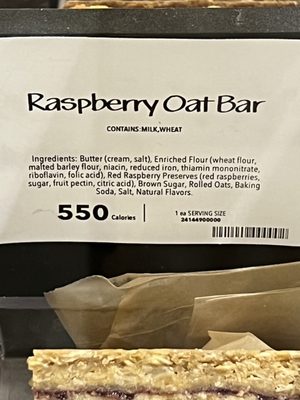 Raspberry Oat Bar
CONTAINS:MILK,WHEAT
Ingredients: Butter (cream, salt), Enriched Flour (wheat flour,
malted barley flour, niacin, reduced iron, thiamin mononitrate,
riboflavin, folic acid), Red Raspberry Preserves (red raspberries,
sugar, fruit pectin, citric acid), Brown Sugar, Rolled Oats, Baking
Soda, Salt, Natural Flavors.
550 Calories
1 ea SERVING SIZE
24144900000